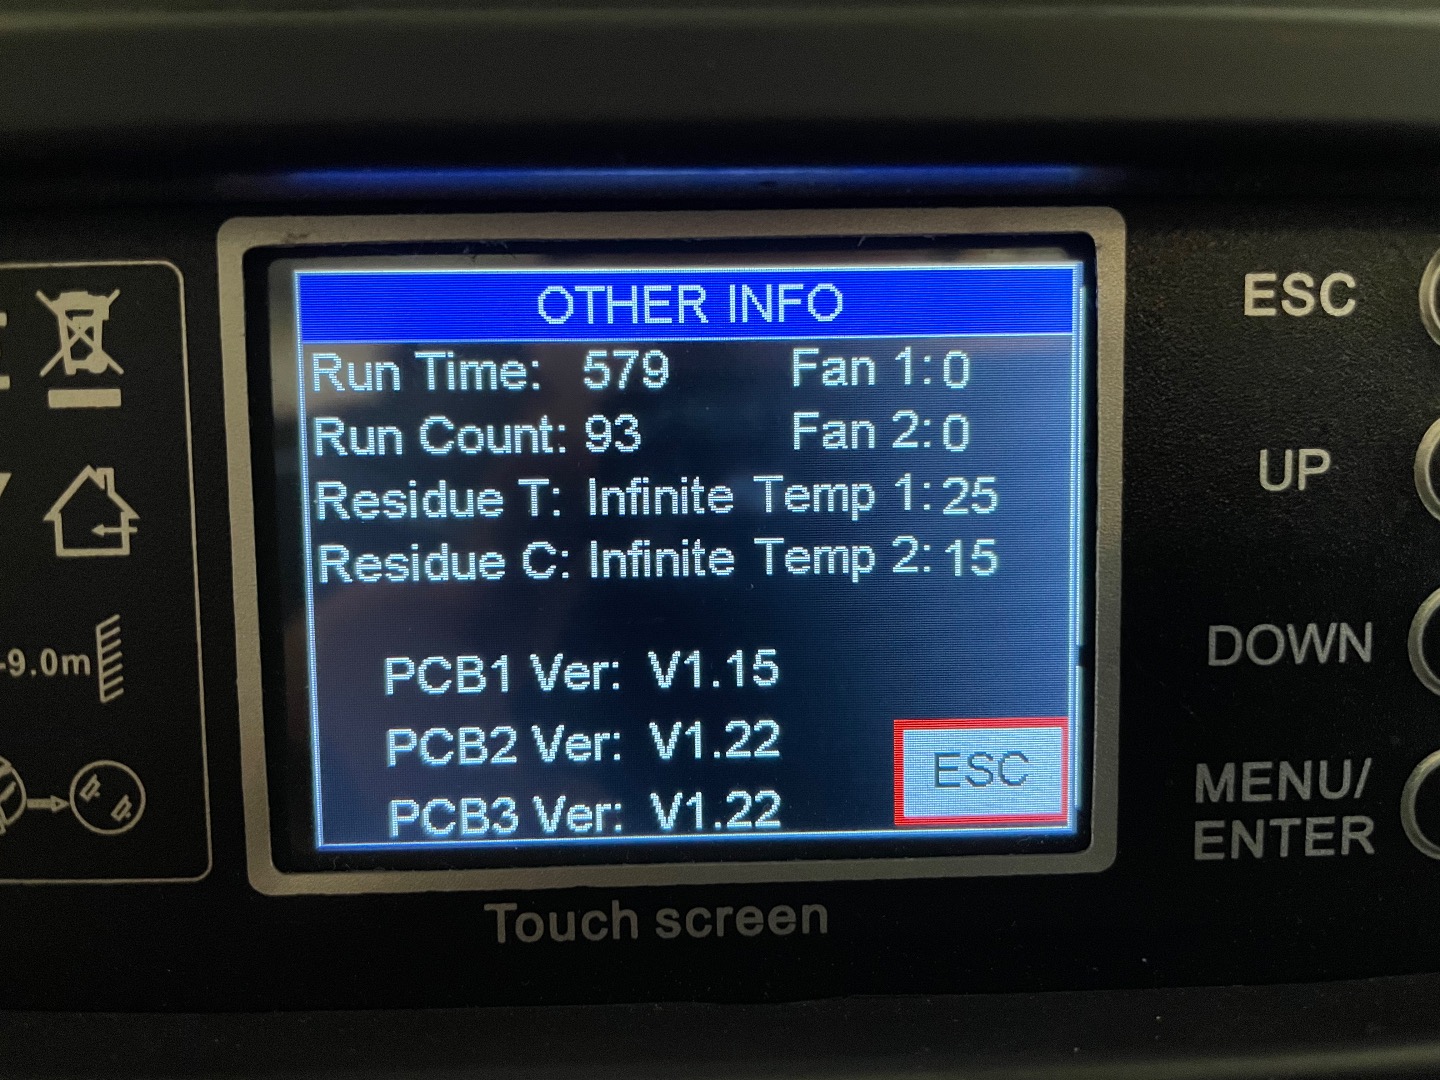 OTHER INFO
Run Time: 579 Fan 1:0
Run Count: 93 Fan 2:0
Residue T: Infinite Temp 1:25
Residue C: Infinite Temp 2:15
PCB1 Ver: V1.15
PCB2 Ver: V1.22
PCB3 Ver: V1.22
ESC
Touch screen
ESC
UP
DOWN
MENU/
ENTER
-9.0m